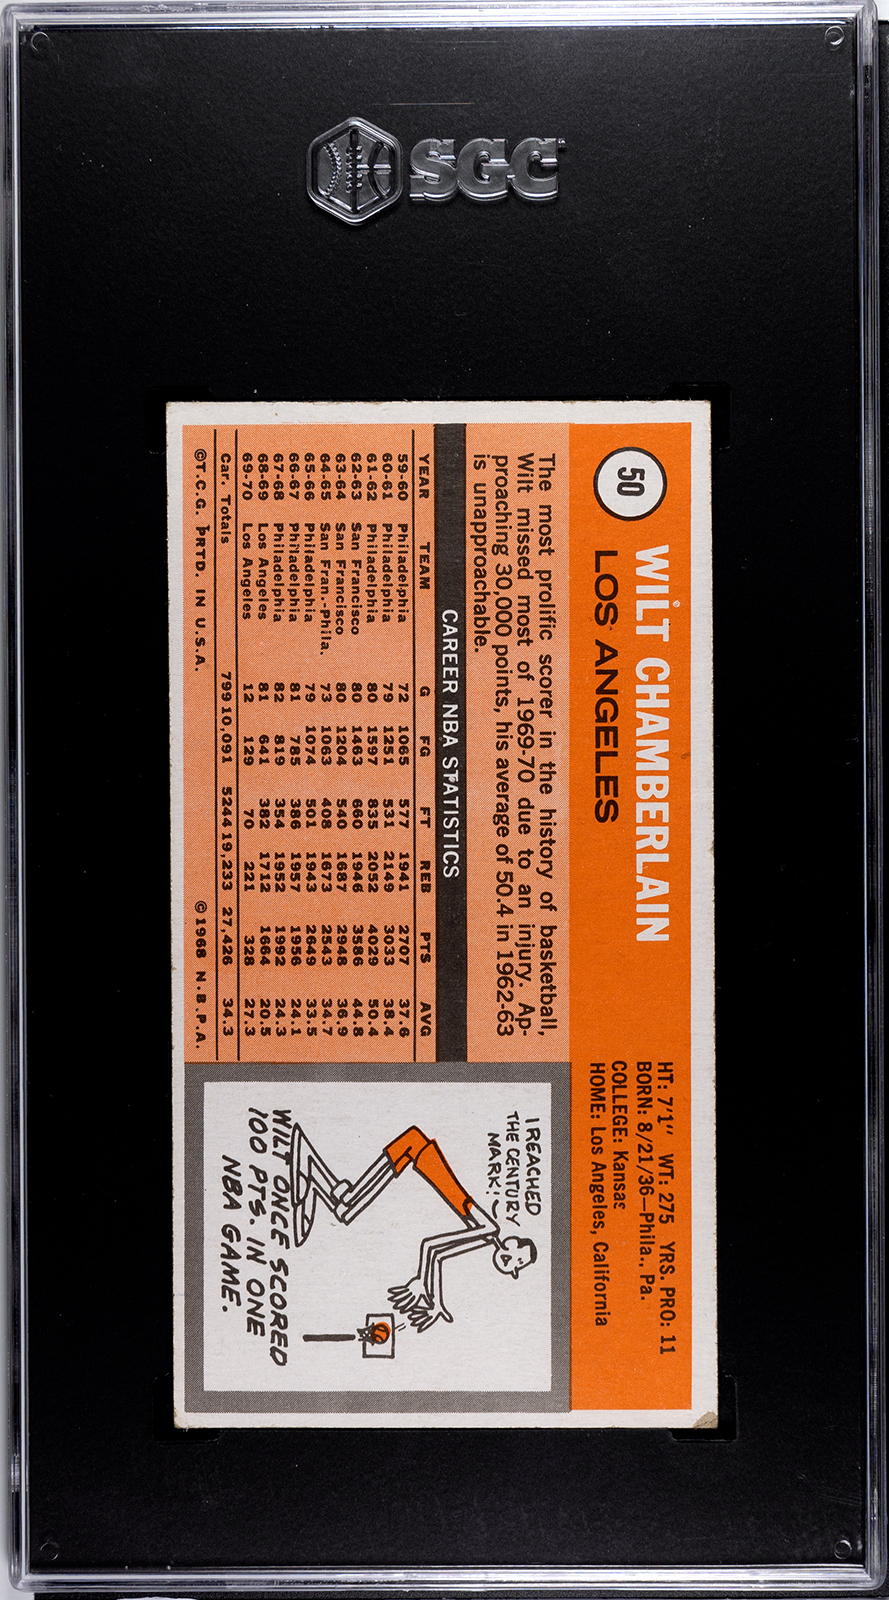 SGC
50
WILT CHAMBERLAIN
LOS ANGELES
HT: 7'1" WT: 275 YRS. PRO: 11
BORN: 8/21/36—Phila., Pa.
COLLEGE: Kansas
HOME: Los Angeles, California
The most prolific scorer in the history of basketball,
Wilt missed most of 1969-70 due to an injury. Ap-
proaching 30,000 points, his average of 50.4 in 1962-63
is unapproachable.
CAREER NBA STATISTICS
YEAR TEAM G FG FT REB PTS AVG
59-60 Philadelphia 72 1065 577 1941 2707 37.6
60-61 Philadelphia 79 1251 531 2149 3033 38.4
61-62 Philadelphia 80 1597 835 2052 4029 50.4
62-63 San Francisco 80 1463 660 1946 3586 44.8
63-64 San Francisco 80 1204 540 1687 2948 36.9
64-65 San Fran.-Phila. 73 1063 408 1673 2543 34.7
65-66 Philadelphia 79 1074 501 1943 2649 33.5
66-67 Philadelphia 81 785 386 1957 1956 24.1
67-68 Philadelphia 82 819 354 1952 1992 24.3
68-69 Los Angeles 81 641 382 1712 1664 20.5
69-70 Los Angeles 12 129 70 221 328 27.3
Car. Totals 799 10,091 5244 19,233 27,426 34.3
©T.C.G. PRTD. IN U.S.A. ©1968 N.B.P.A.
I REACHED
THE CENTURY
MARK!
WILT ONCE SCORED
100 PTS. IN ONE
NBA GAME.